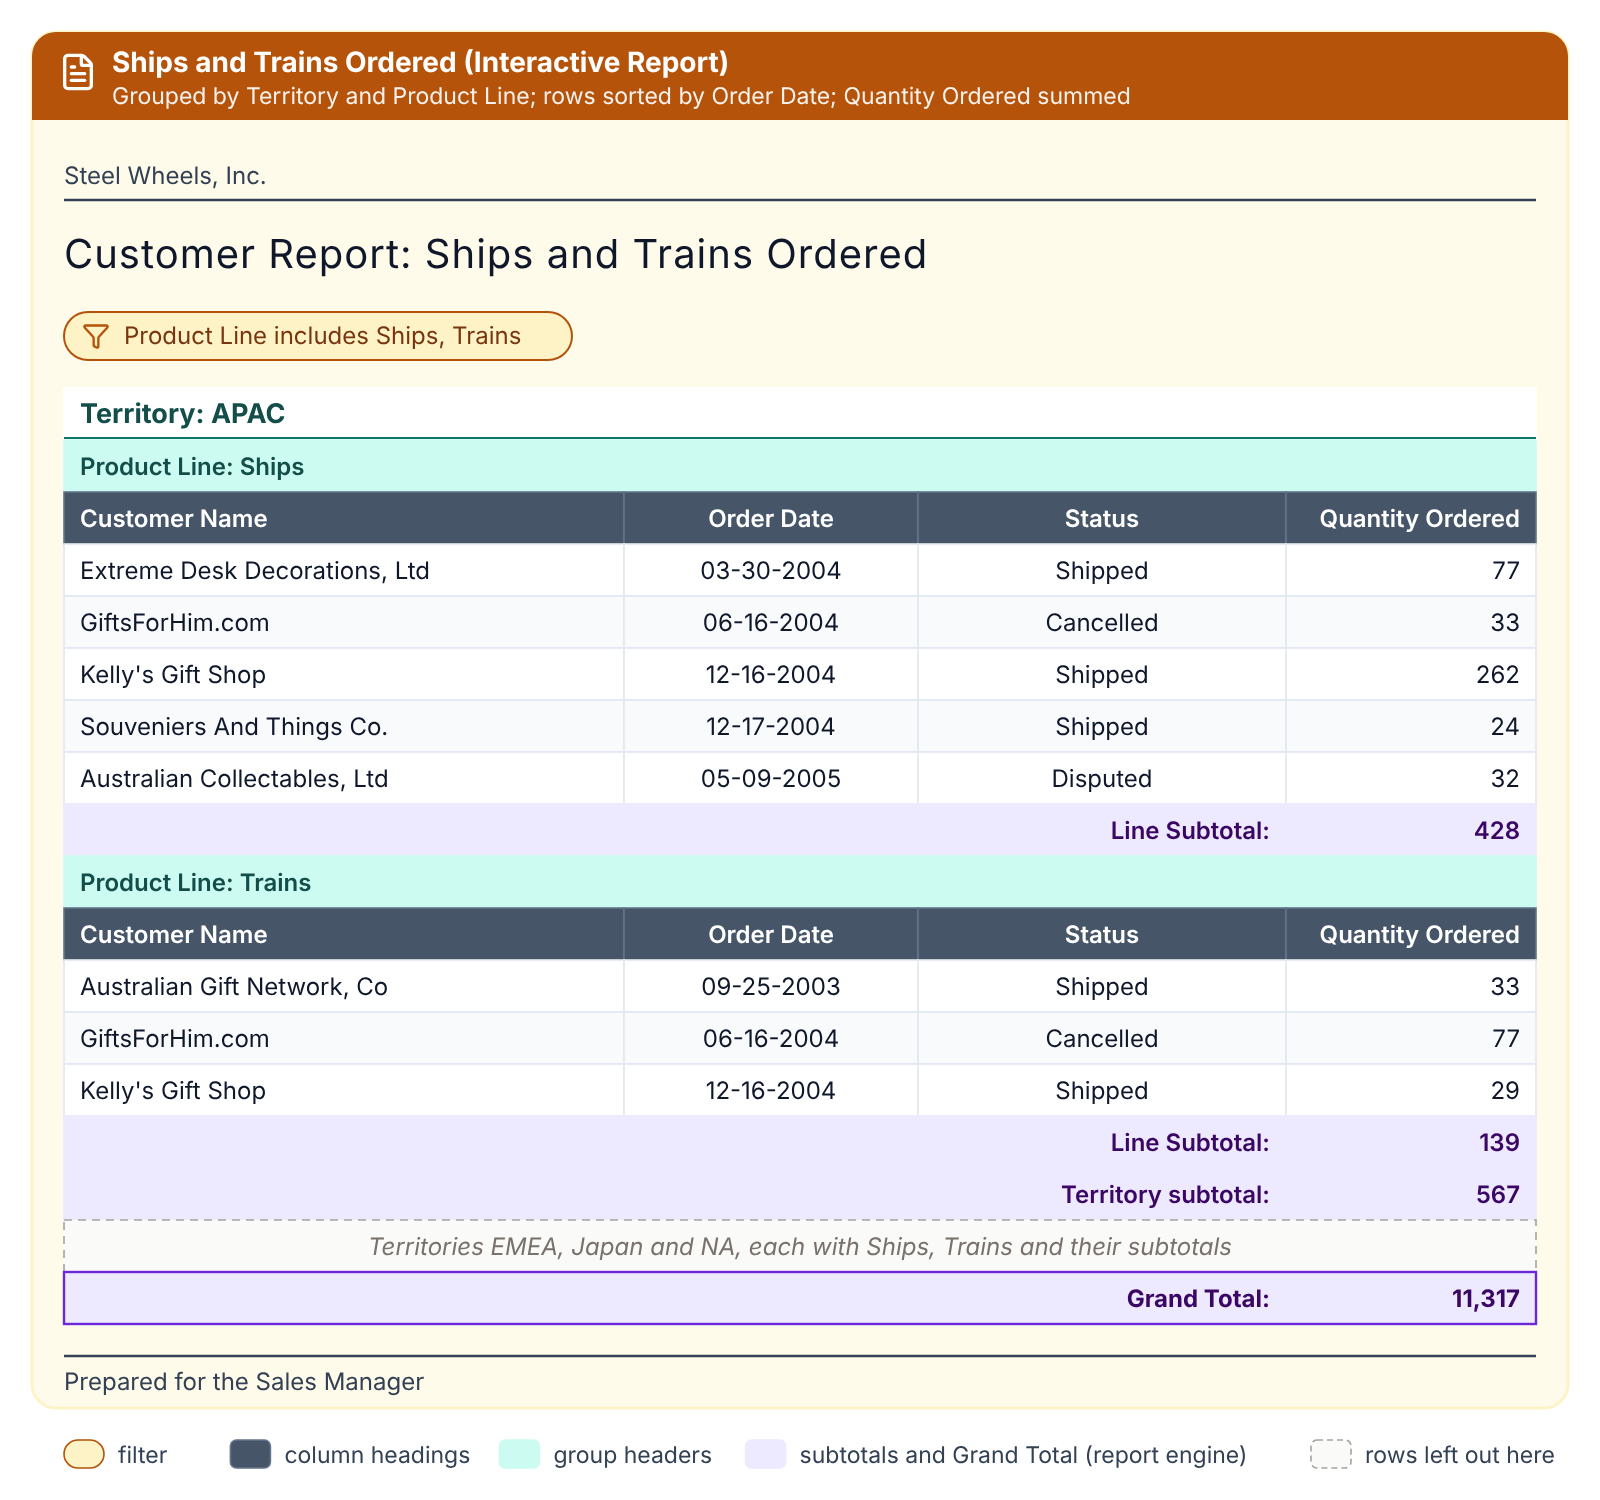 Ships and Trains Ordered (Interactive Report)
Grouped by Territory and Product Line; rows sorted by Order Date; Quantity Ordered summed
Steel Wheels, Inc.
Customer Report: Ships and Trains Ordered
Product Line includes Ships, Trains
Territory: APAC
Product Line: Ships
Customer Name Order Date Status Quantity Ordered
Extreme Desk Decorations, Ltd 03-30-2004 Shipped 77
GiftsForHim.com 06-16-2004 Cancelled 33
Kelly's Gift Shop 12-16-2004 Shipped 262
Souveniers And Things Co. 12-17-2004 Shipped 24
Australian Collectables, Ltd 05-09-2005 Disputed 32
Line Subtotal: 428
Product Line: Trains
Customer Name Order Date Status Quantity Ordered
Australian Gift Network, Co 09-25-2003 Shipped 33
GiftsForHim.com 06-16-2004 Cancelled 77
Kelly's Gift Shop 12-16-2004 Shipped 29
Line Subtotal: 139
Territory subtotal: 567
Territories EMEA, Japan and NA, each with Ships, Trains and their subtotals
Grand Total: 11,317
Prepared for the Sales Manager
filter column headings group headers subtotals and Grand Total (report engine) rows left out here